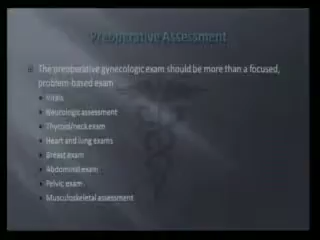 Preoperative Assessment
The preoperative gynecologic exam should be more than a focused,
problem-based exam
Vitals
Neurologic assessment
Thyroid/neck exam
Heart and lung exams
Breast exam
Abdominal exam
Pelvic exam
Musculoskeletal assessment